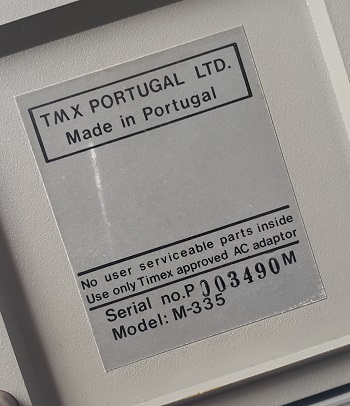 TMX PORTUGAL LTD.
Made in Portugal
No user serviceable parts inside
Use only Timex approved AC adaptor
Serial no.P 003490M
Model: M-335